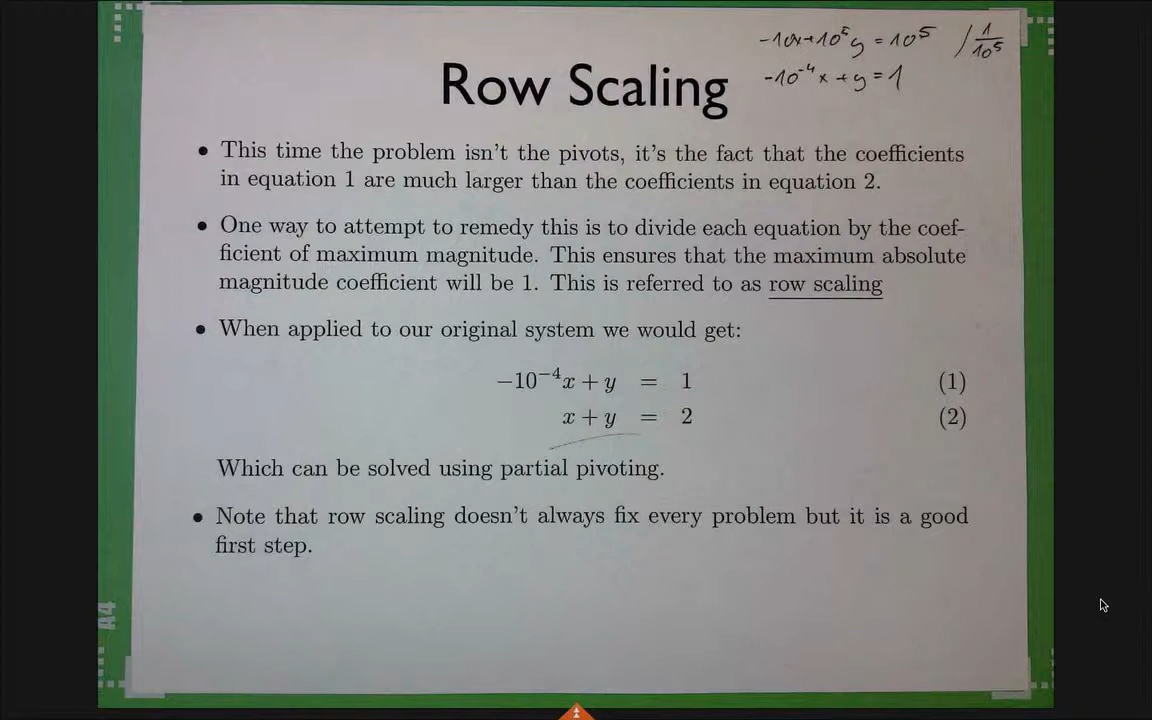 -10x+10⁵y = 10⁵ / 1/10⁵
-10⁻⁴x + y = 1
Row Scaling
• This time the problem isn't the pivots, it's the fact that the coefficients
in equation 1 are much larger than the coefficients in equation 2.
• One way to attempt to remedy this is to divide each equation by the coef-
ficient of maximum magnitude. This ensures that the maximum absolute
magnitude coefficient will be 1. This is referred to as row scaling
• When applied to our original system we would get:
−10⁻⁴x + y = 1 (1)
x + y = 2 (2)
Which can be solved using partial pivoting.
• Note that row scaling doesn't always fix every problem but it is a good
first step.
A4